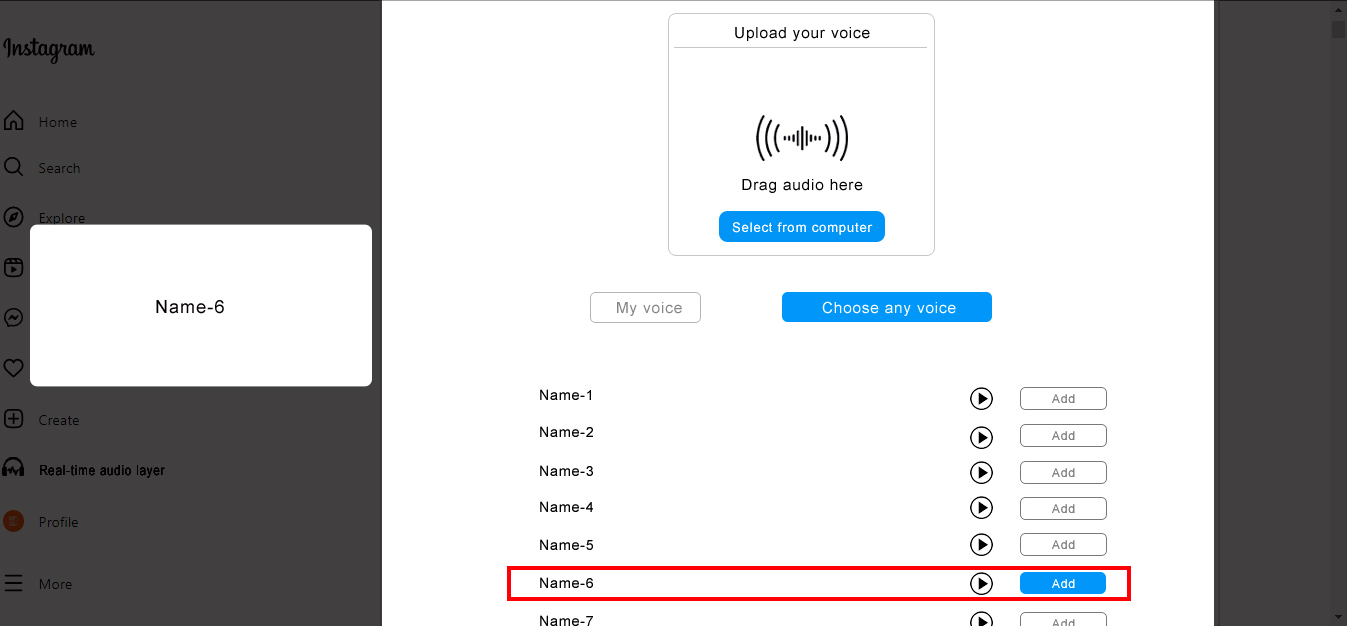 Instagram
Home
Search
Explore
Name-6
Create
Real-time audio layer
Profile
More
Upload your voice
Drag audio here
Select from computer
My voice
Choose any voice
Name-1 Add
Name-2 Add
Name-3 Add
Name-4 Add
Name-5 Add
Name-6 Add
Name-7 Add